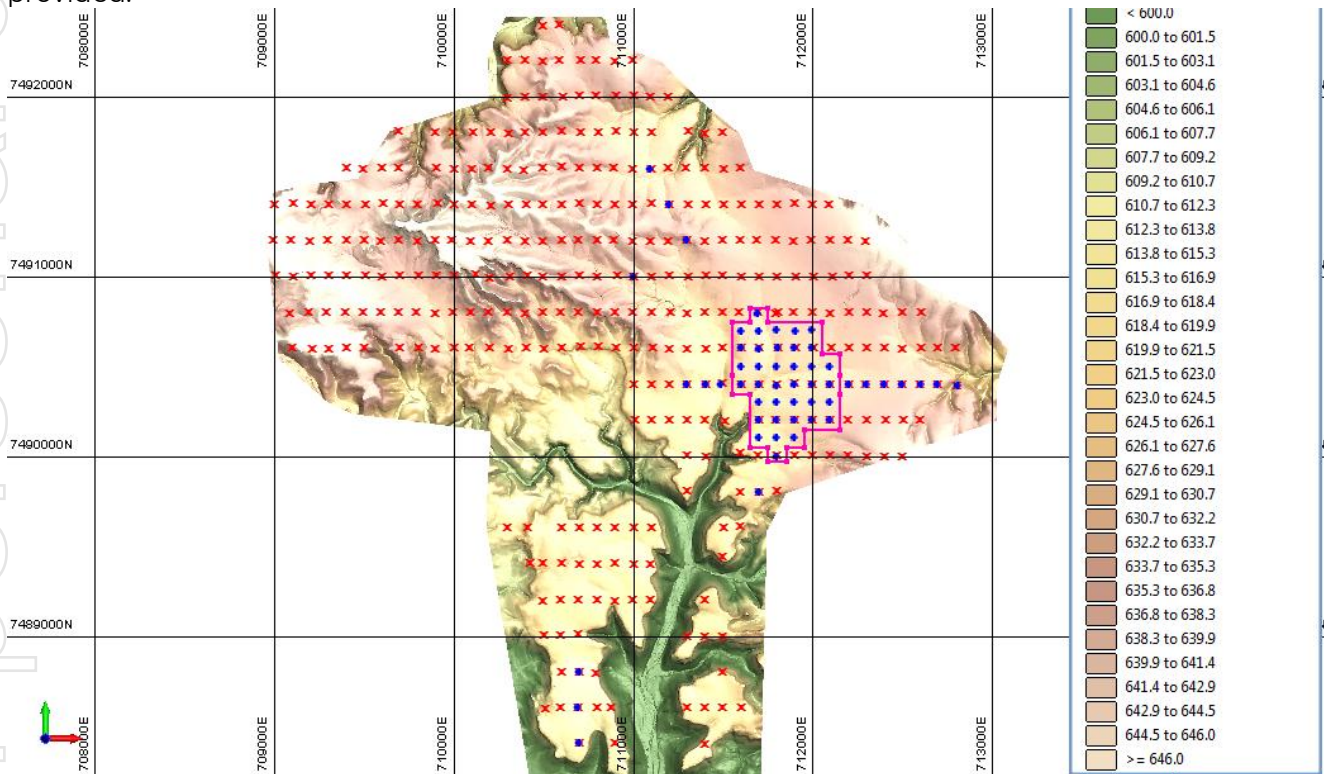 provided.
708000E
709000E
710000E
711000E
712000E
713000E
7492000N
7491000N
7490000N
7489000N
708000E
709000E
710000E
711000E
712000E
713000E
< 600.0
600.0 to 601.5
601.5 to 603.1
603.1 to 604.6
604.6 to 606.1
606.1 to 607.7
607.7 to 609.2
609.2 to 610.7
610.7 to 612.3
612.3 to 613.8
613.8 to 615.3
615.3 to 616.9
616.9 to 618.4
618.4 to 619.9
619.9 to 621.5
621.5 to 623.0
623.0 to 624.5
624.5 to 626.1
626.1 to 627.6
627.6 to 629.1
629.1 to 630.7
630.7 to 632.2
632.2 to 633.7
633.7 to 635.3
635.3 to 636.8
636.8 to 638.3
638.3 to 639.9
639.9 to 641.4
641.4 to 642.9
642.9 to 644.5
644.5 to 646.0
>= 646.0